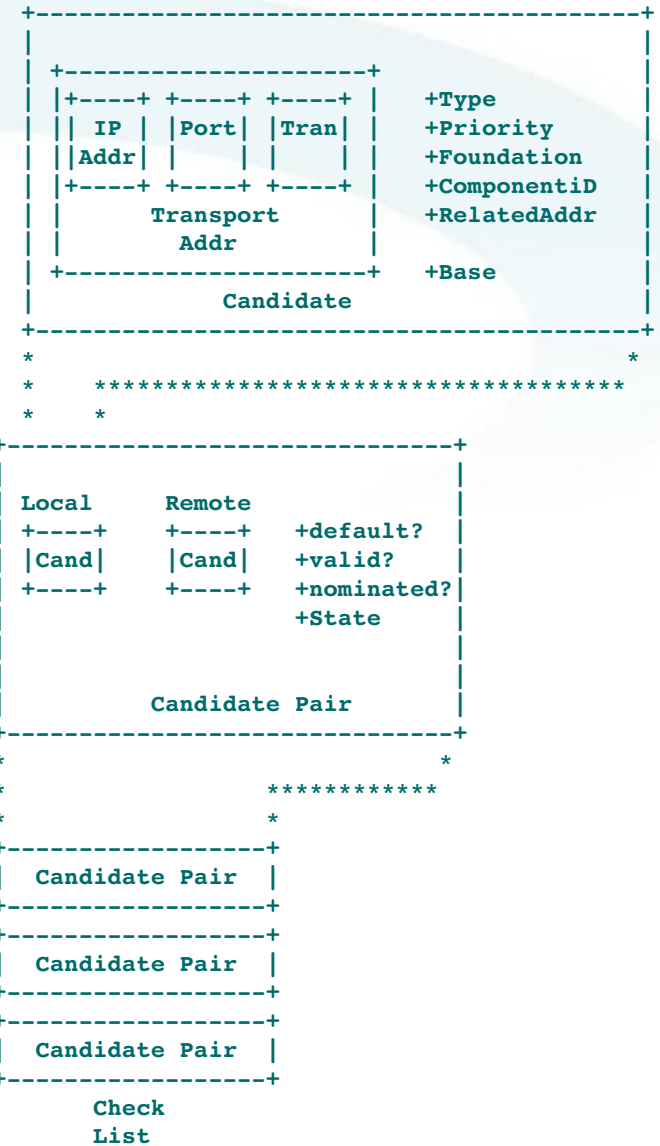 +------------------------------------------+
|                                          |
| +---------------------+                  |
| |+----+ +----+ +----+ |   +Type          |
| || IP | |Port| |Tran| |   +Priority      |
| ||Addr| |    | |    | |   +Foundation    |
| |+----+ +----+ +----+ |   +ComponentiD   |
| |      Transport      |   +RelatedAddr   |
| |        Addr         |                  |
| +---------------------+   +Base          |
|             Candidate                    |
+------------------------------------------+
*                                         *
*    *************************************
*    *
+-------------------------------+
|                               |
| Local     Remote              |
| +----+    +----+   +default?  |
| |Cand|    |Cand|   +valid?    |
| +----+    +----+   +nominated?|
|                    +State     |
|                               |
|                               |
|          Candidate Pair       |
+-------------------------------+
*                              *
*                  ************
*                  *
+------------------+
|  Candidate Pair  |
+------------------+
+------------------+
|  Candidate Pair  |
+------------------+
+------------------+
|  Candidate Pair  |
+------------------+
Check
List